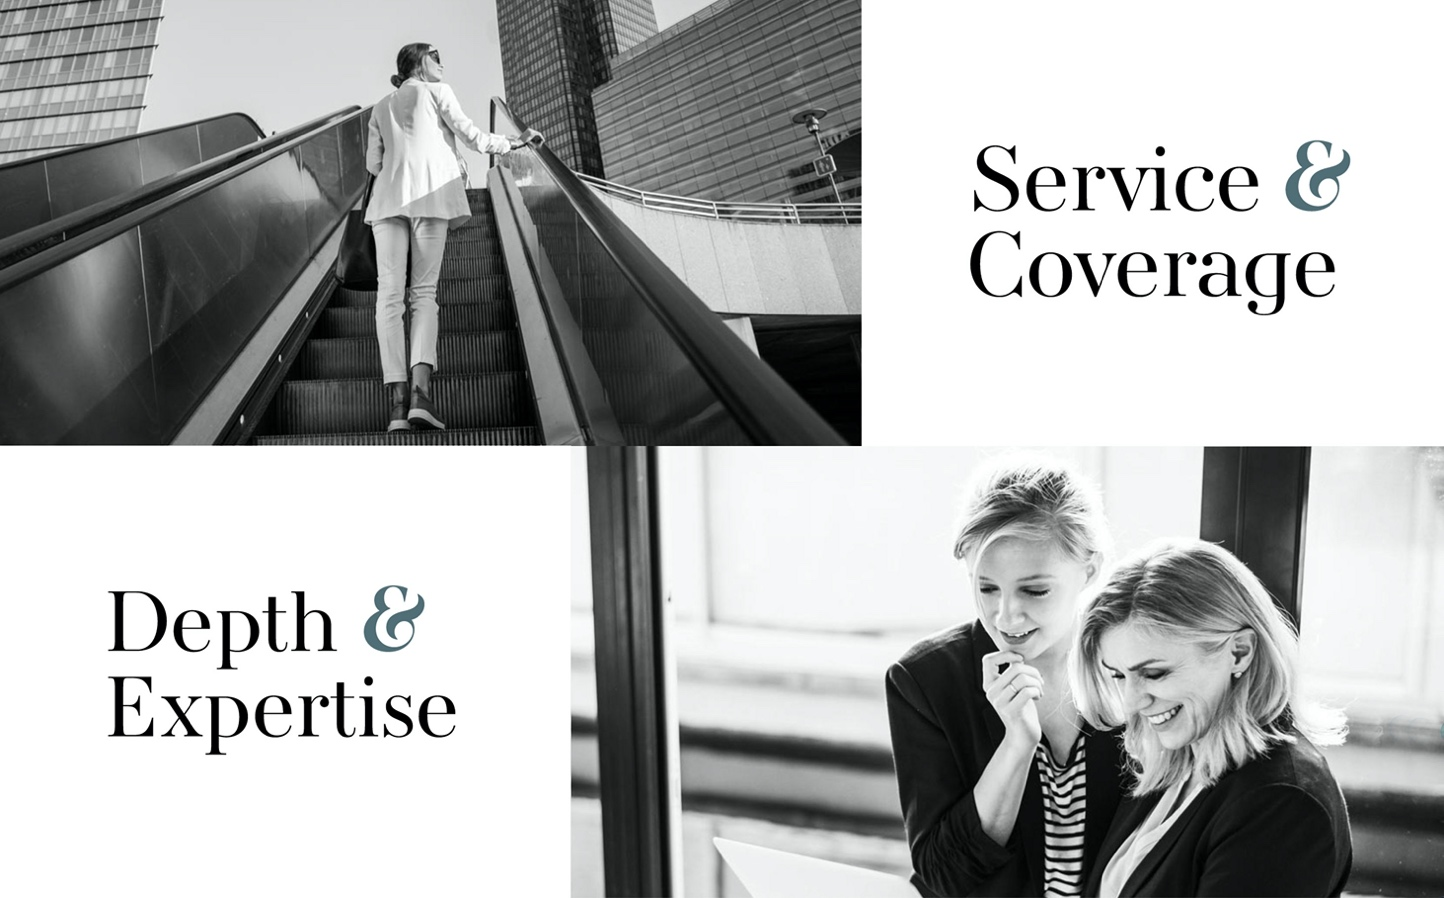 Service &
Coverage
Depth &
Expertise